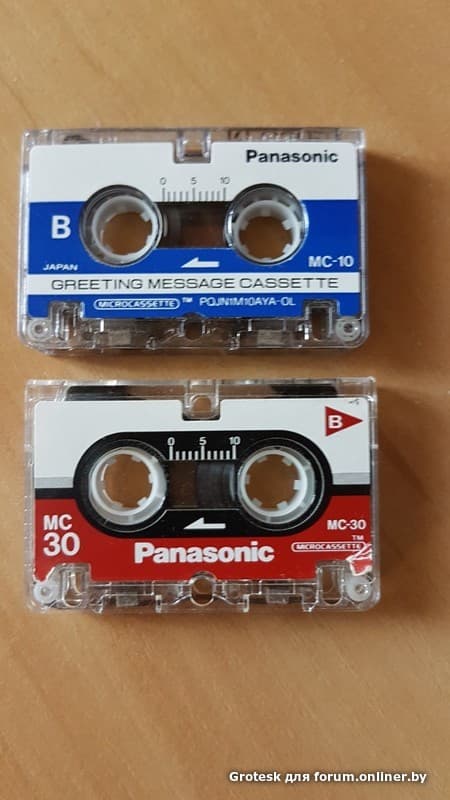 Panasonic
0 5 10
B
JAPAN
MC-10
GREETING MESSAGE CASSETTE
MICROCASSETTE™ PQJN1M10AYA-OL
B
0 5 10
MC
30
MC-30
TM
MICROCASSETTE
Panasonic
Grotesk для forum.onliner.by